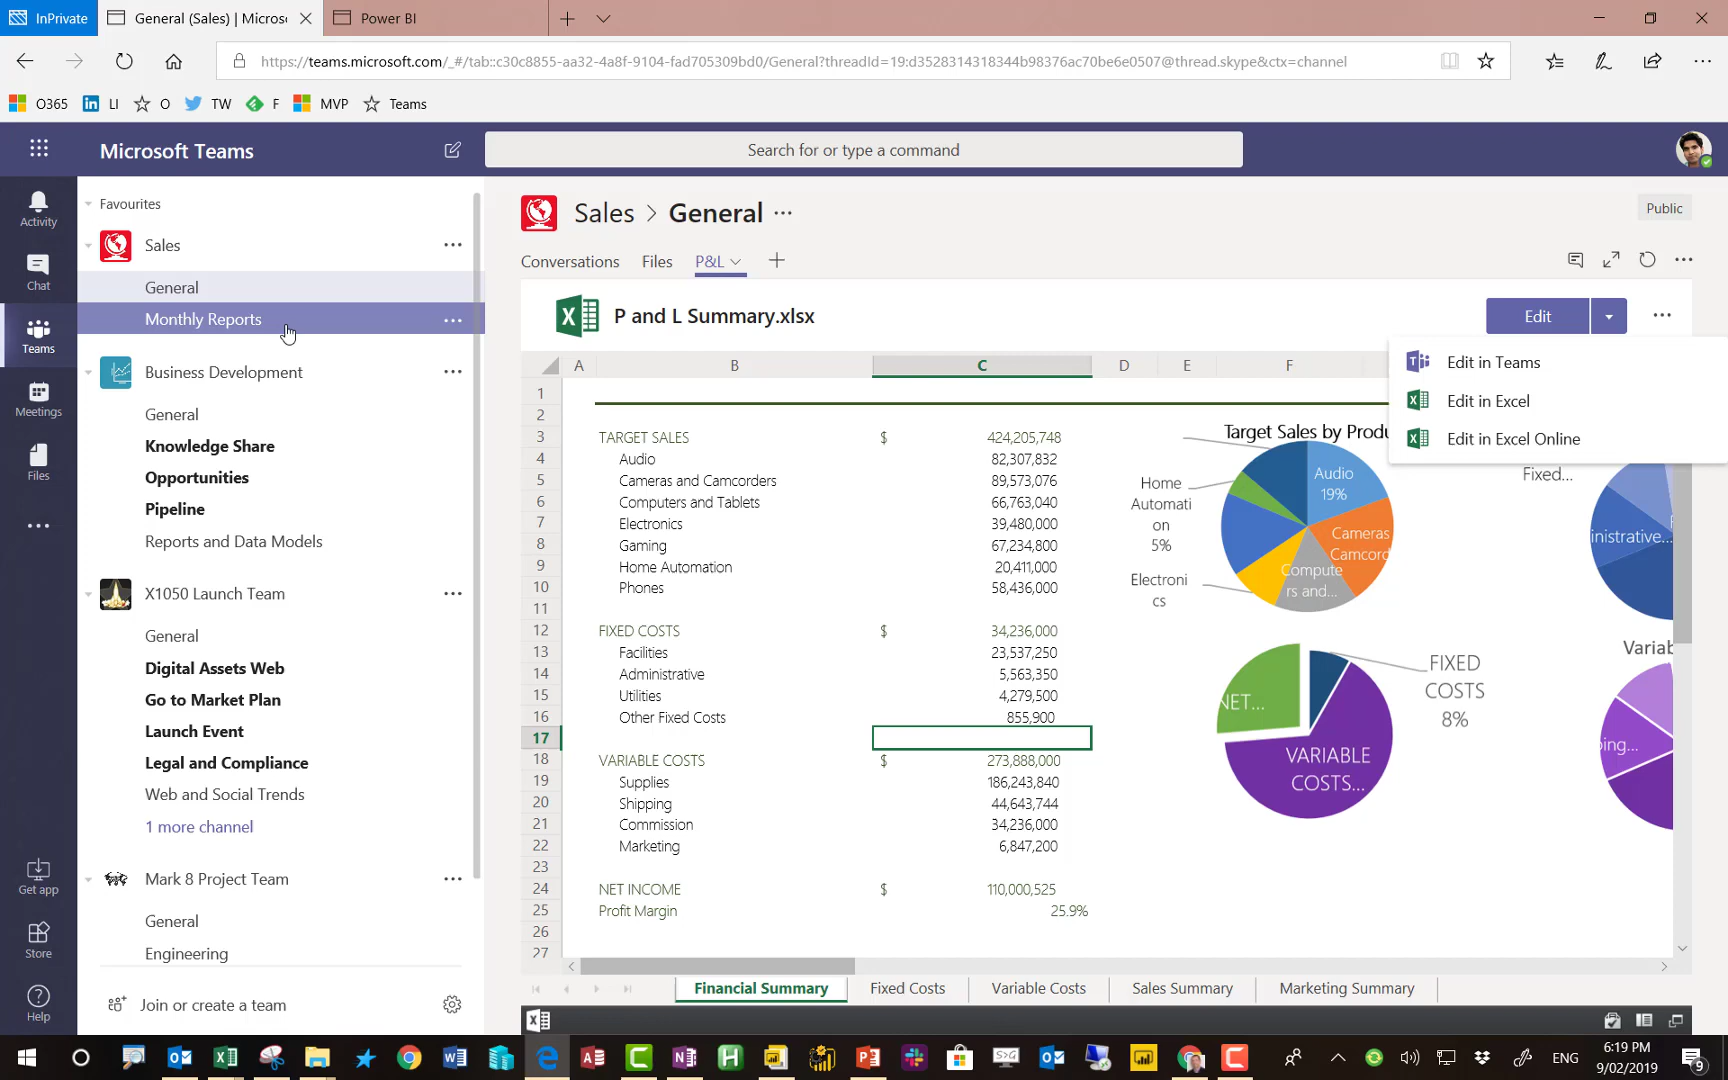 InPrivate
General (Sales) | Micros
Power BI
https://teams.microsoft.com/_#/tab::c30c8855-aa32-4a8f-9104-fad705309bd0/General?threadId=19:d3528314318344b98376ac70be6e0507@thread.skype&ctx=channel
O365 LI O TW F MVP Teams
Microsoft Teams
Search for or type a command
Activity
Chat
Teams
Meetings
Files
Get app
Store
Help
Favourites
Sales
General
Monthly Reports
Business Development
General
Knowledge Share
Opportunities
Pipeline
Reports and Data Models
X1050 Launch Team
General
Digital Assets Web
Go to Market Plan
Launch Event
Legal and Compliance
Web and Social Trends
1 more channel
Mark 8 Project Team
General
Engineering
Join or create a team
Sales > General
Public
Conversations Files P&L
P and L Summary.xlsx
Edit
Edit in Teams
Edit in Excel
Edit in Excel Online
A B C D E F
1
2
3 TARGET SALES $ 424,205,748
4 Audio 82,307,832
5 Cameras and Camcorders 89,573,076
6 Computers and Tablets 66,763,040
7 Electronics 39,480,000
8 Gaming 67,234,800
9 Home Automation 20,411,000
10 Phones 58,436,000
11
12 FIXED COSTS $ 34,236,000
13 Facilities 23,537,250
14 Administrative 5,563,350
15 Utilities 4,279,500
16 Other Fixed Costs 855,900
17
18 VARIABLE COSTS $ 273,888,000
19 Supplies 186,243,840
20 Shipping 44,643,744
21 Commission 34,236,000
22 Marketing 6,847,200
23
24 NET INCOME $ 110,000,525
25 Profit Margin 25.9%
26
27
Target Sales by Produ
Audio
19%
Cameras
Camcord
Compute
rs and...
Home
Automati
on
5%
Electroni
cs
Fixed...
nistrative...
NET...
VARIABLE
COSTS...
FIXED
COSTS
8%
Variab
ing...
Financial Summary Fixed Costs Variable Costs Sales Summary Marketing Summary
ENG
6:19 PM
9/02/2019
9